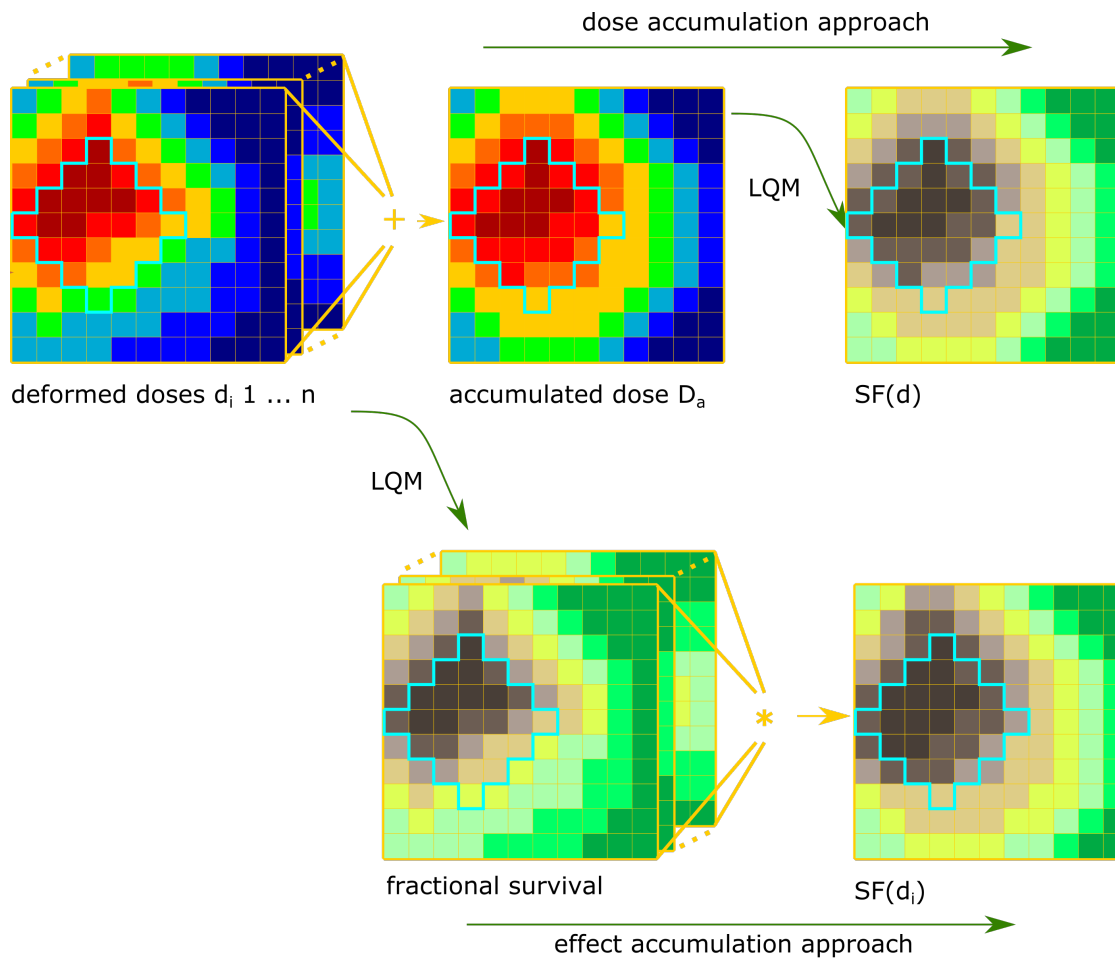 dose accumulation approach
LQM
+
deformed doses dᵢ 1 ... n
accumulated dose Dₐ
SF(d)
LQM
*
fractional survival
SF(dᵢ)
effect accumulation approach